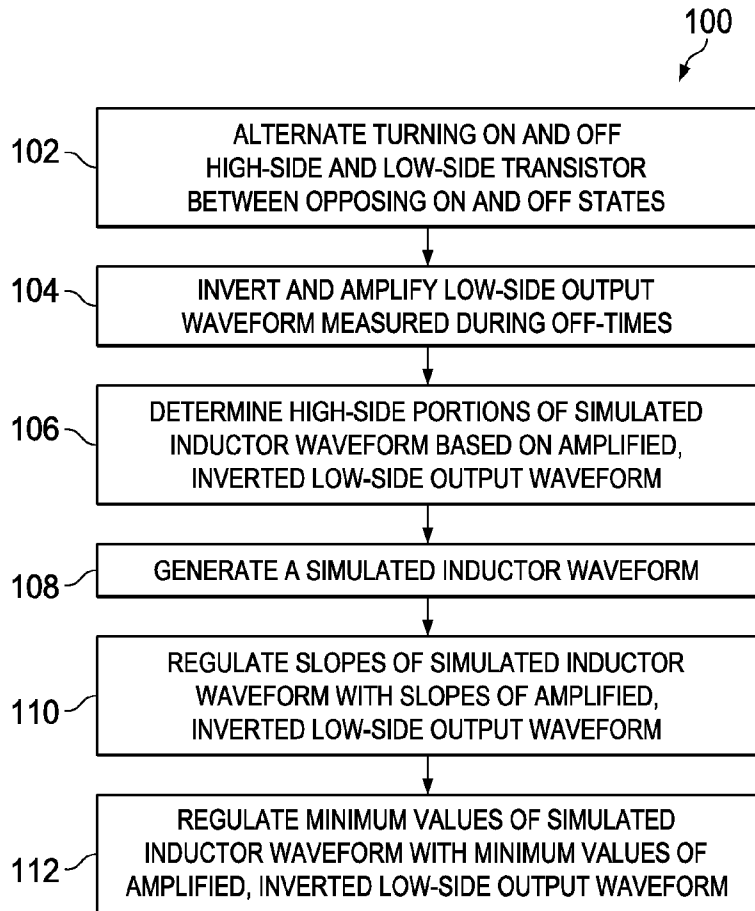 100
102
ALTERNATE TURNING ON AND OFF
HIGH-SIDE AND LOW-SIDE TRANSISTOR
BETWEEN OPPOSING ON AND OFF STATES
104
INVERT AND AMPLIFY LOW-SIDE OUTPUT
WAVEFORM MEASURED DURING OFF-TIMES
106
DETERMINE HIGH-SIDE PORTIONS OF SIMULATED
INDUCTOR WAVEFORM BASED ON AMPLIFIED,
INVERTED LOW-SIDE OUTPUT WAVEFORM
108
GENERATE A SIMULATED INDUCTOR WAVEFORM
110
REGULATE SLOPES OF SIMULATED INDUCTOR
WAVEFORM WITH SLOPES OF AMPLIFIED,
INVERTED LOW-SIDE OUTPUT WAVEFORM
112
REGULATE MINIMUM VALUES OF SIMULATED
INDUCTOR WAVEFORM WITH MINIMUM VALUES OF
AMPLIFIED, INVERTED LOW-SIDE OUTPUT WAVEFORM